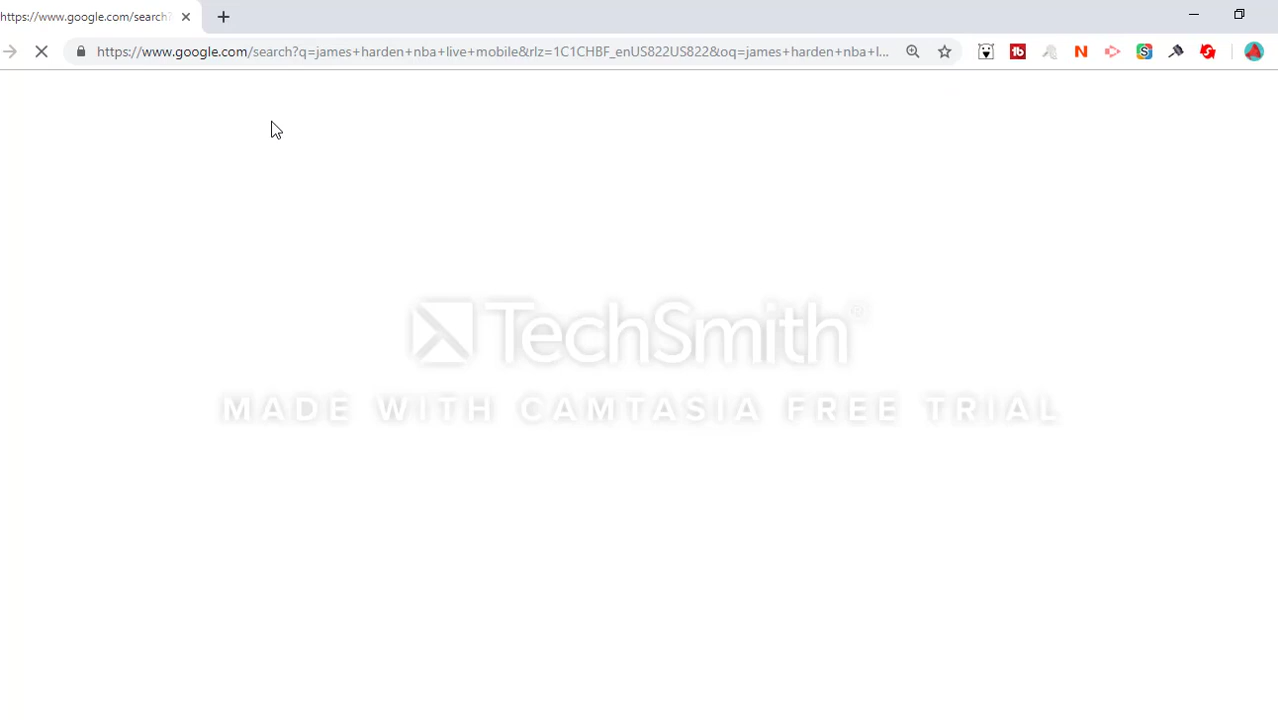 https://www.google.com/search?
https://www.google.com/search?q=james+harden+nba+live+mobile&rlz=1C1CHBF_enUS822US822&oq=james+harden+nba+l...
TechSmith®
MADE WITH CAMTASIA FREE TRIAL